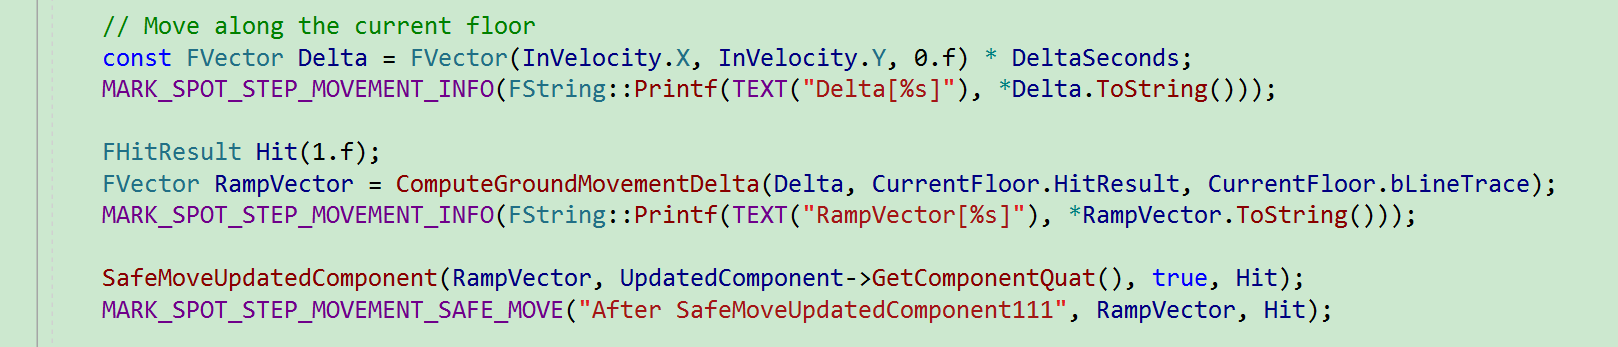 // Move along the current floor
const FVector Delta = FVector(InVelocity.X, InVelocity.Y, 0.f) * DeltaSeconds;
MARK_SPOT_STEP_MOVEMENT_INFO(FString::Printf(TEXT("Delta[%s]"), *Delta.ToString()));
FHitResult Hit(1.f);
FVector RampVector = ComputeGroundMovementDelta(Delta, CurrentFloor.HitResult, CurrentFloor.bLineTrace);
MARK_SPOT_STEP_MOVEMENT_INFO(FString::Printf(TEXT("RampVector[%s]"), *RampVector.ToString()));
SafeMoveUpdatedComponent(RampVector, UpdatedComponent->GetComponentQuat(), true, Hit);
MARK_SPOT_STEP_MOVEMENT_SAFE_MOVE("After SafeMoveUpdatedComponent111", RampVector, Hit);